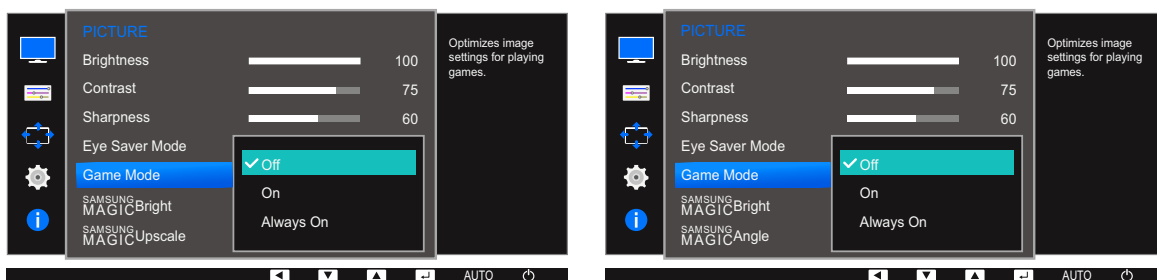 PICTURE
Brightness 100
Contrast 75
Sharpness 60
Eye Saver Mode
Game Mode
SAMSUNG
MAGICBright
SAMSUNG
MAGICUpscale
Off
On
Always On
Optimizes image
settings for playing
games.
AUTO
PICTURE
Brightness 100
Contrast 75
Sharpness 60
Eye Saver Mode
Game Mode
SAMSUNG
MAGICBright
SAMSUNG
MAGICAngle
Off
On
Always On
Optimizes image
settings for playing
games.
AUTO